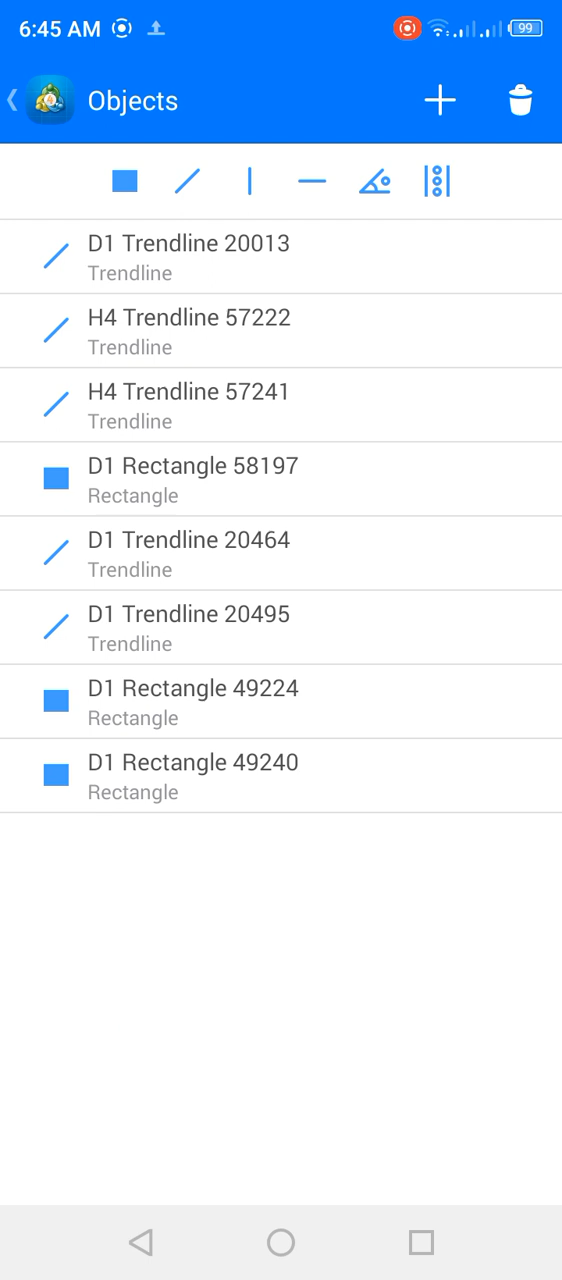 6:45 AM
99
4
Objects
D1 Trendline 20013
Trendline
H4 Trendline 57222
Trendline
H4 Trendline 57241
Trendline
D1 Rectangle 58197
Rectangle
D1 Trendline 20464
Trendline
D1 Trendline 20495
Trendline
D1 Rectangle 49224
Rectangle
D1 Rectangle 49240
Rectangle